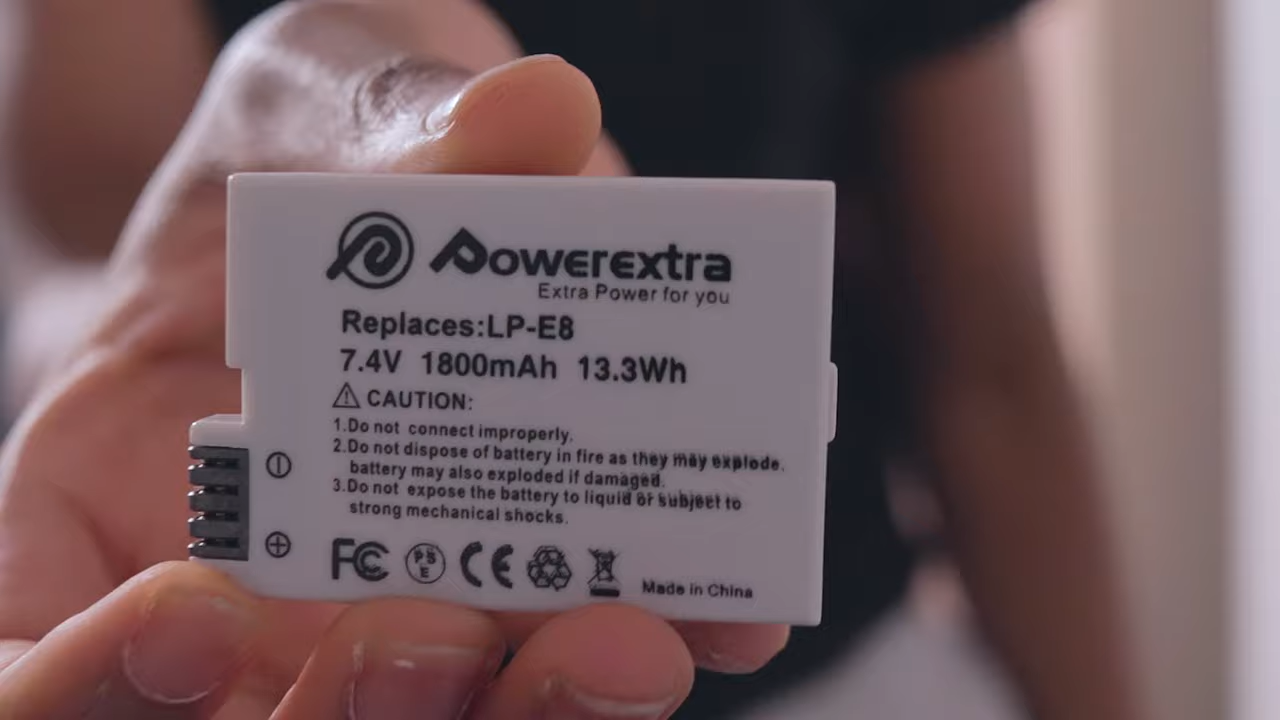 Powerextra
Extra Power for you
Replaces:LP-E8
7.4V 1800mAh 13.3Wh
CAUTION:
1.Do not connect improperly.
2.Do not dispose of battery in fire as they may explode.
battery may also exploded if damaged.
3.Do not expose the battery to liquid or subject to
strong mechanical shocks.
FC PSE CE Made in China